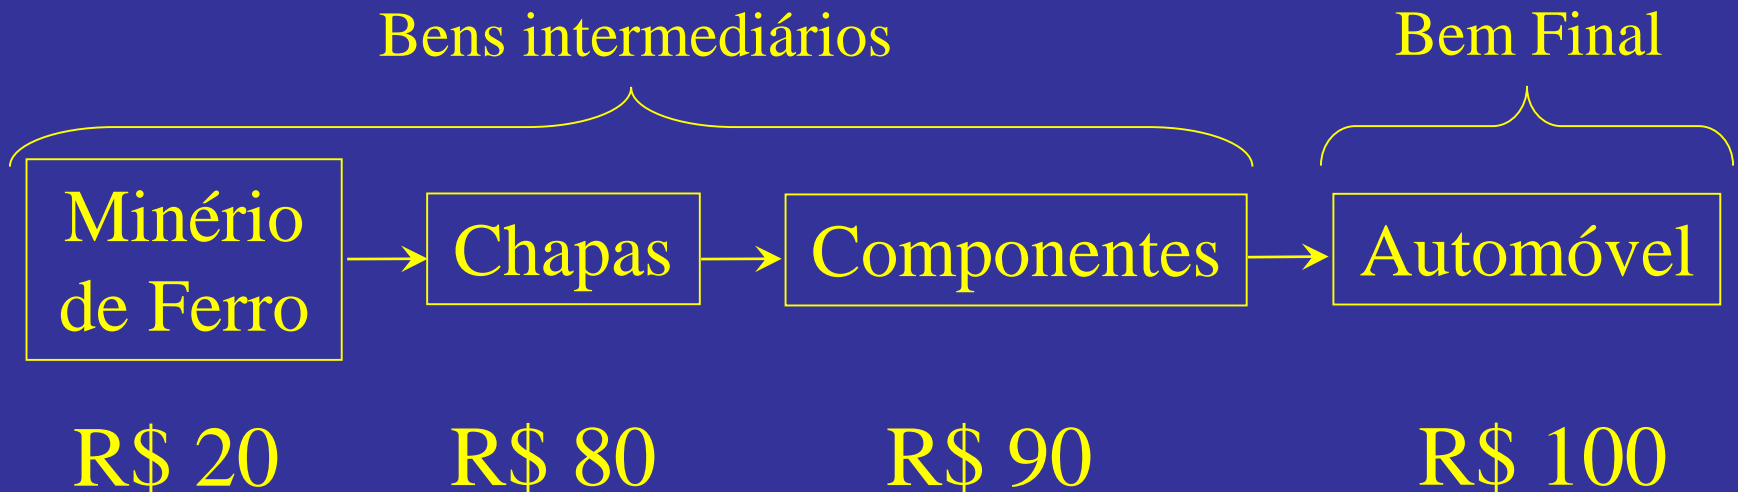 Bens intermediários
Bem Final
Minério
de Ferro
Chapas
Componentes
Automóvel
R$ 20
R$ 80
R$ 90
R$ 100